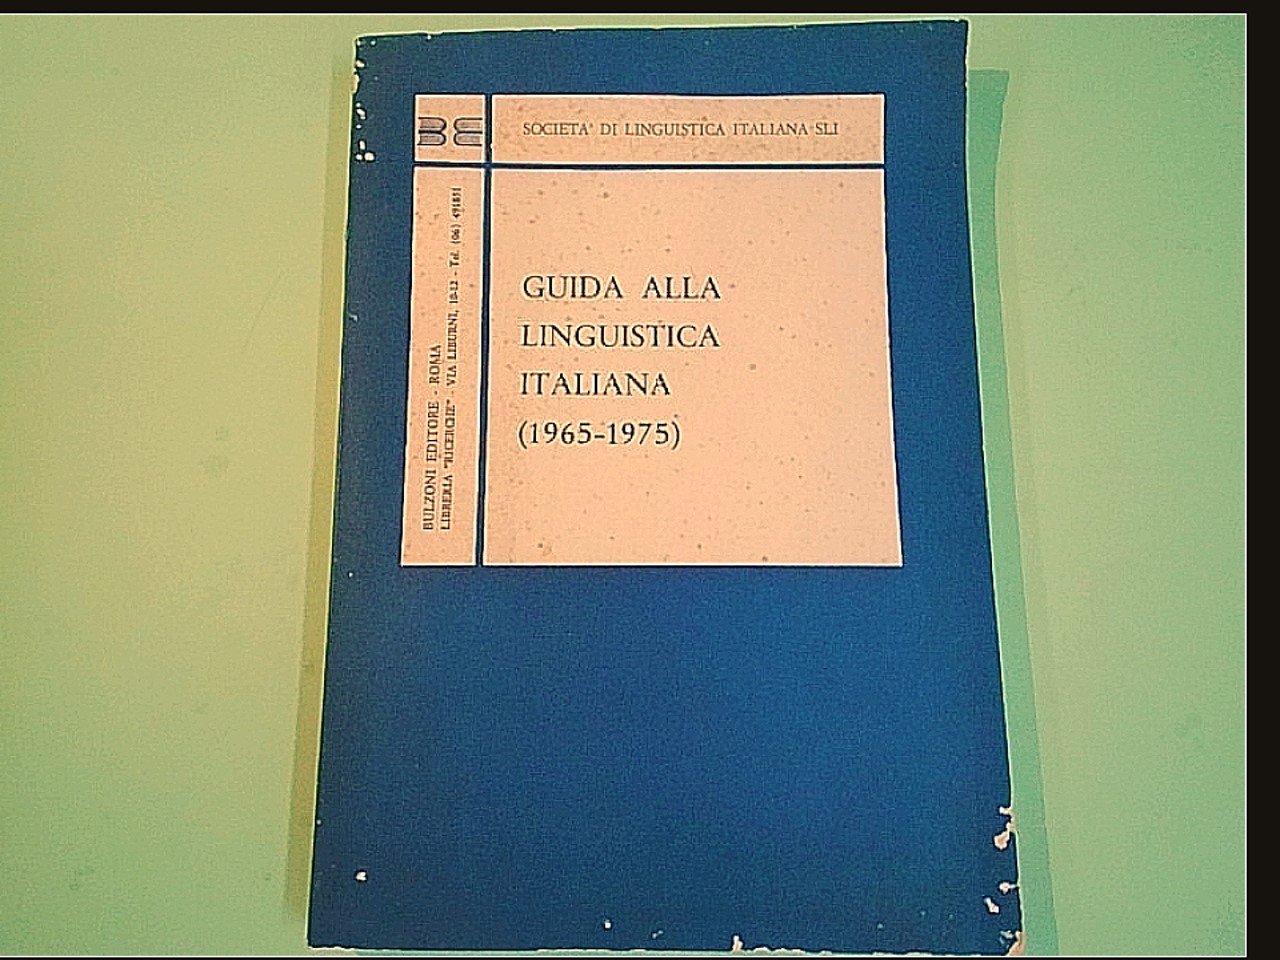 SOCIETA' DI LINGUISTICA ITALIANA SLI
GUIDA ALLA
LINGUISTICA
ITALIANA
(1965-1975)
BULZONI EDITORE - ROMA
LIBRERIA "RICERCHE" - VIA LIBURNI, 10-12 - Tel. (06) 491851